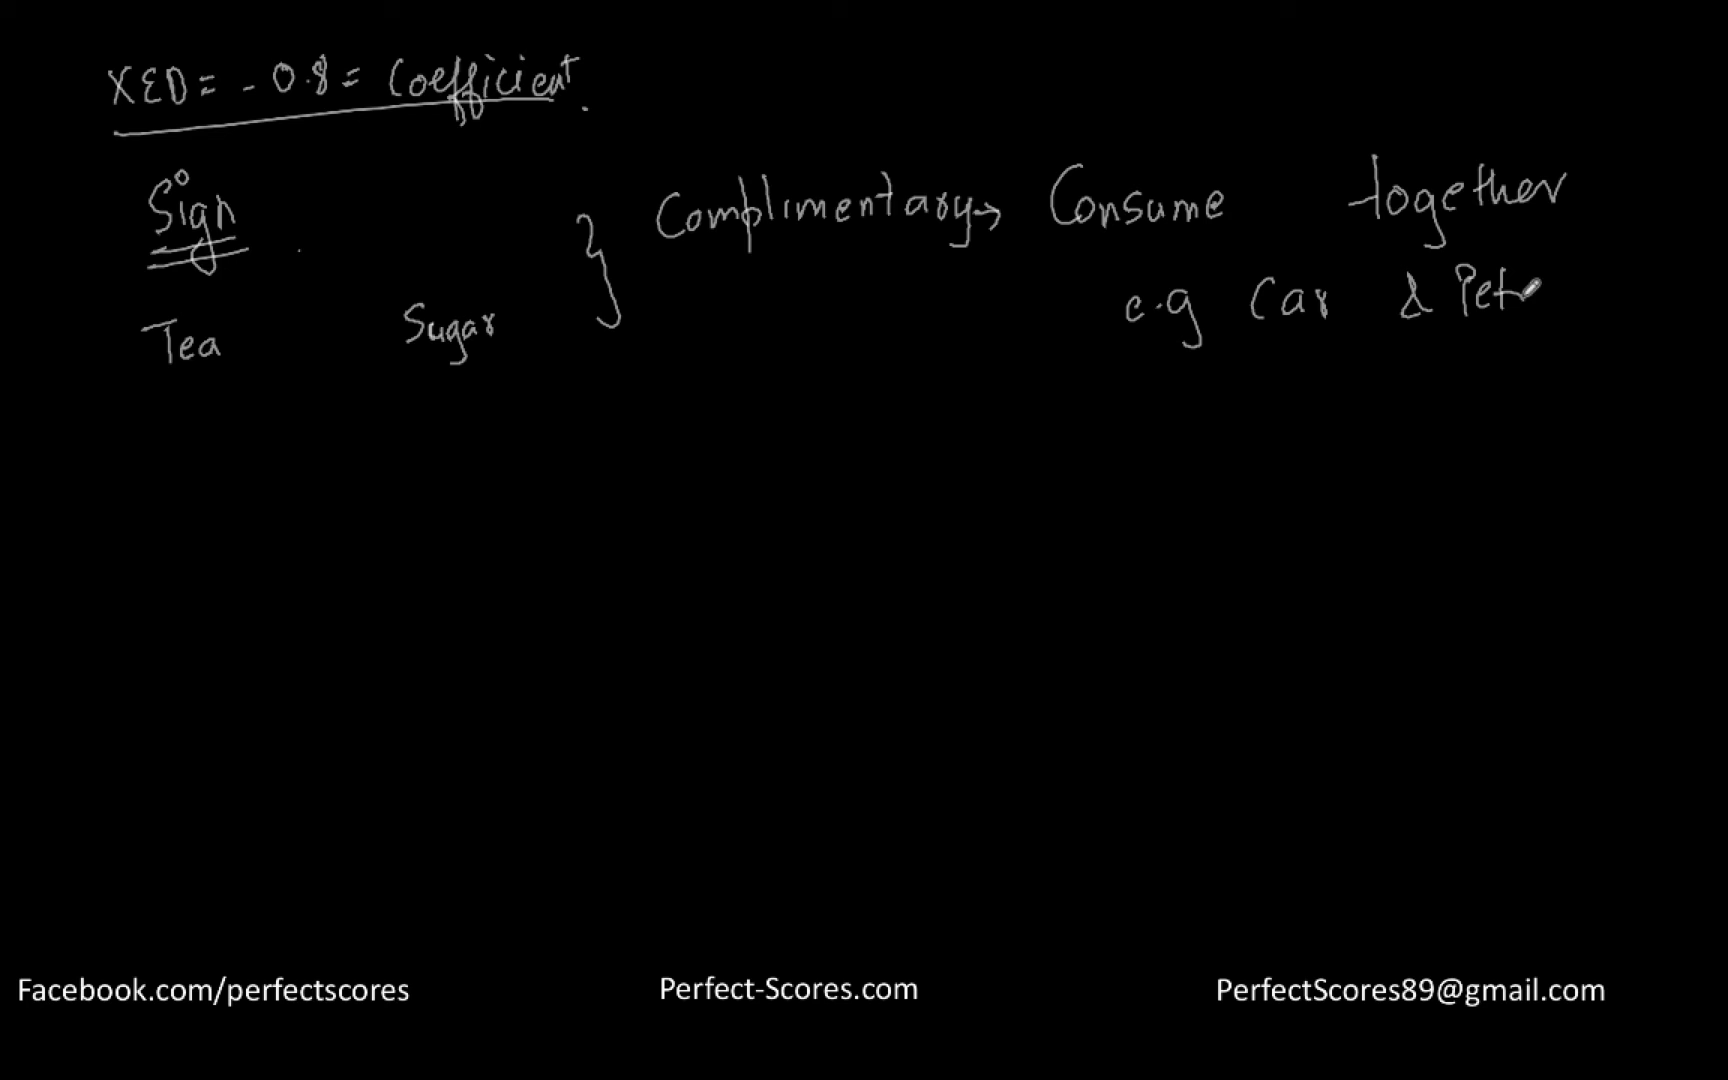 XED = - 0.8 = Coefficient.
Sign
Complimentary → Consume together
e.g Car & Petr
Tea Sugar }
Facebook.com/perfectscores Perfect-Scores.com PerfectScores89@gmail.com